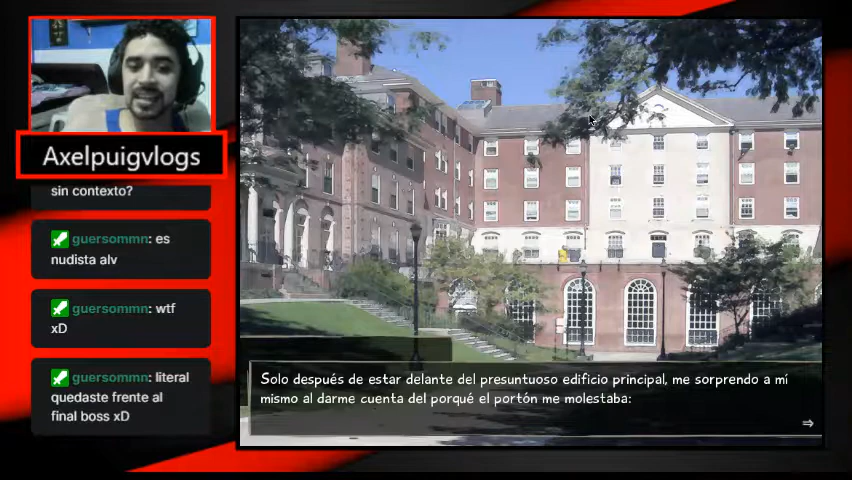 Axelpuigvlogs
sin contexto?
guersommn: es
nudista alv
guersommn: wtf
xD
guersommn: literal
quedaste frente al
final boss xD
Solo después de estar delante del presuntuoso edificio principal, me sorprendo a mí
mismo al darme cuenta del porqué el portón me molestaba: